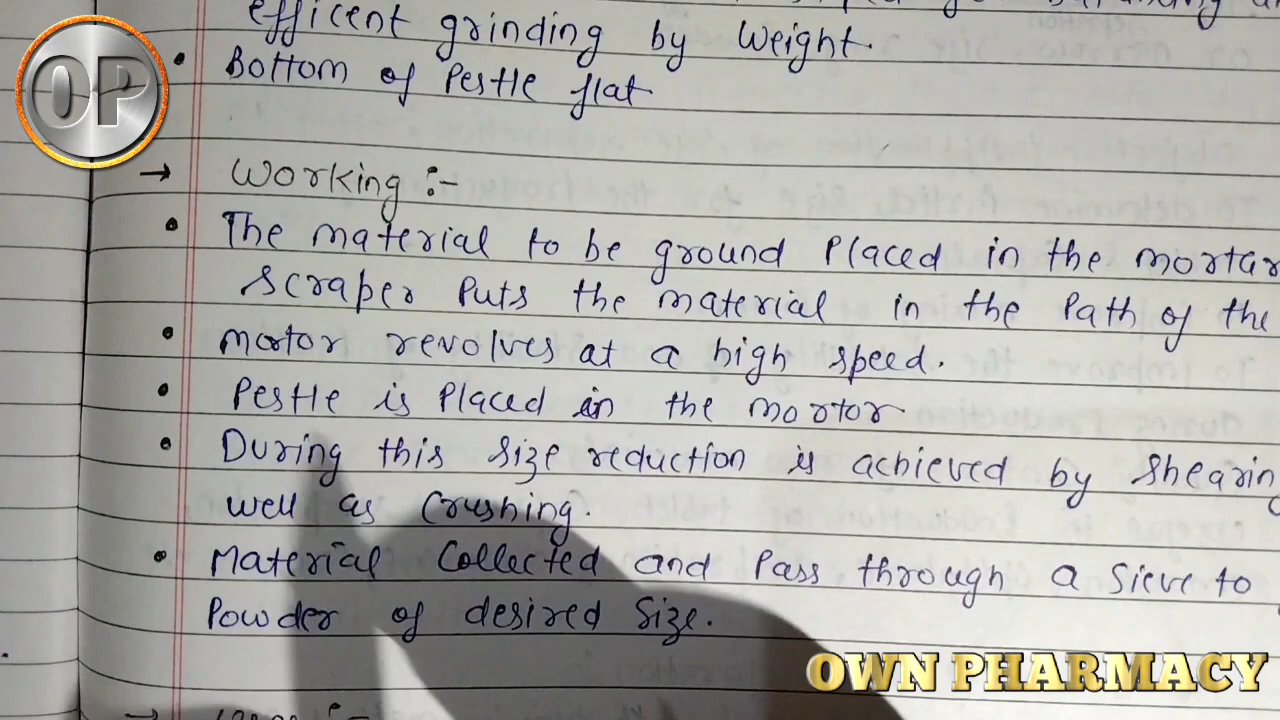 efficent grinding by weight.
• Bottom of Pestle flat
OP
→ Working :-
• The material to be ground Placed in the mortar
Scraper Puts the material in the Path of the
• mortor revolves at a high speed.
• Pestle is Placed in the mortor.
• During this size reduction is achieved by Shearing
well as Crushing.
• Material Collected and Pass through a Sieve to
Powder of desired Size.
OWN PHARMACY